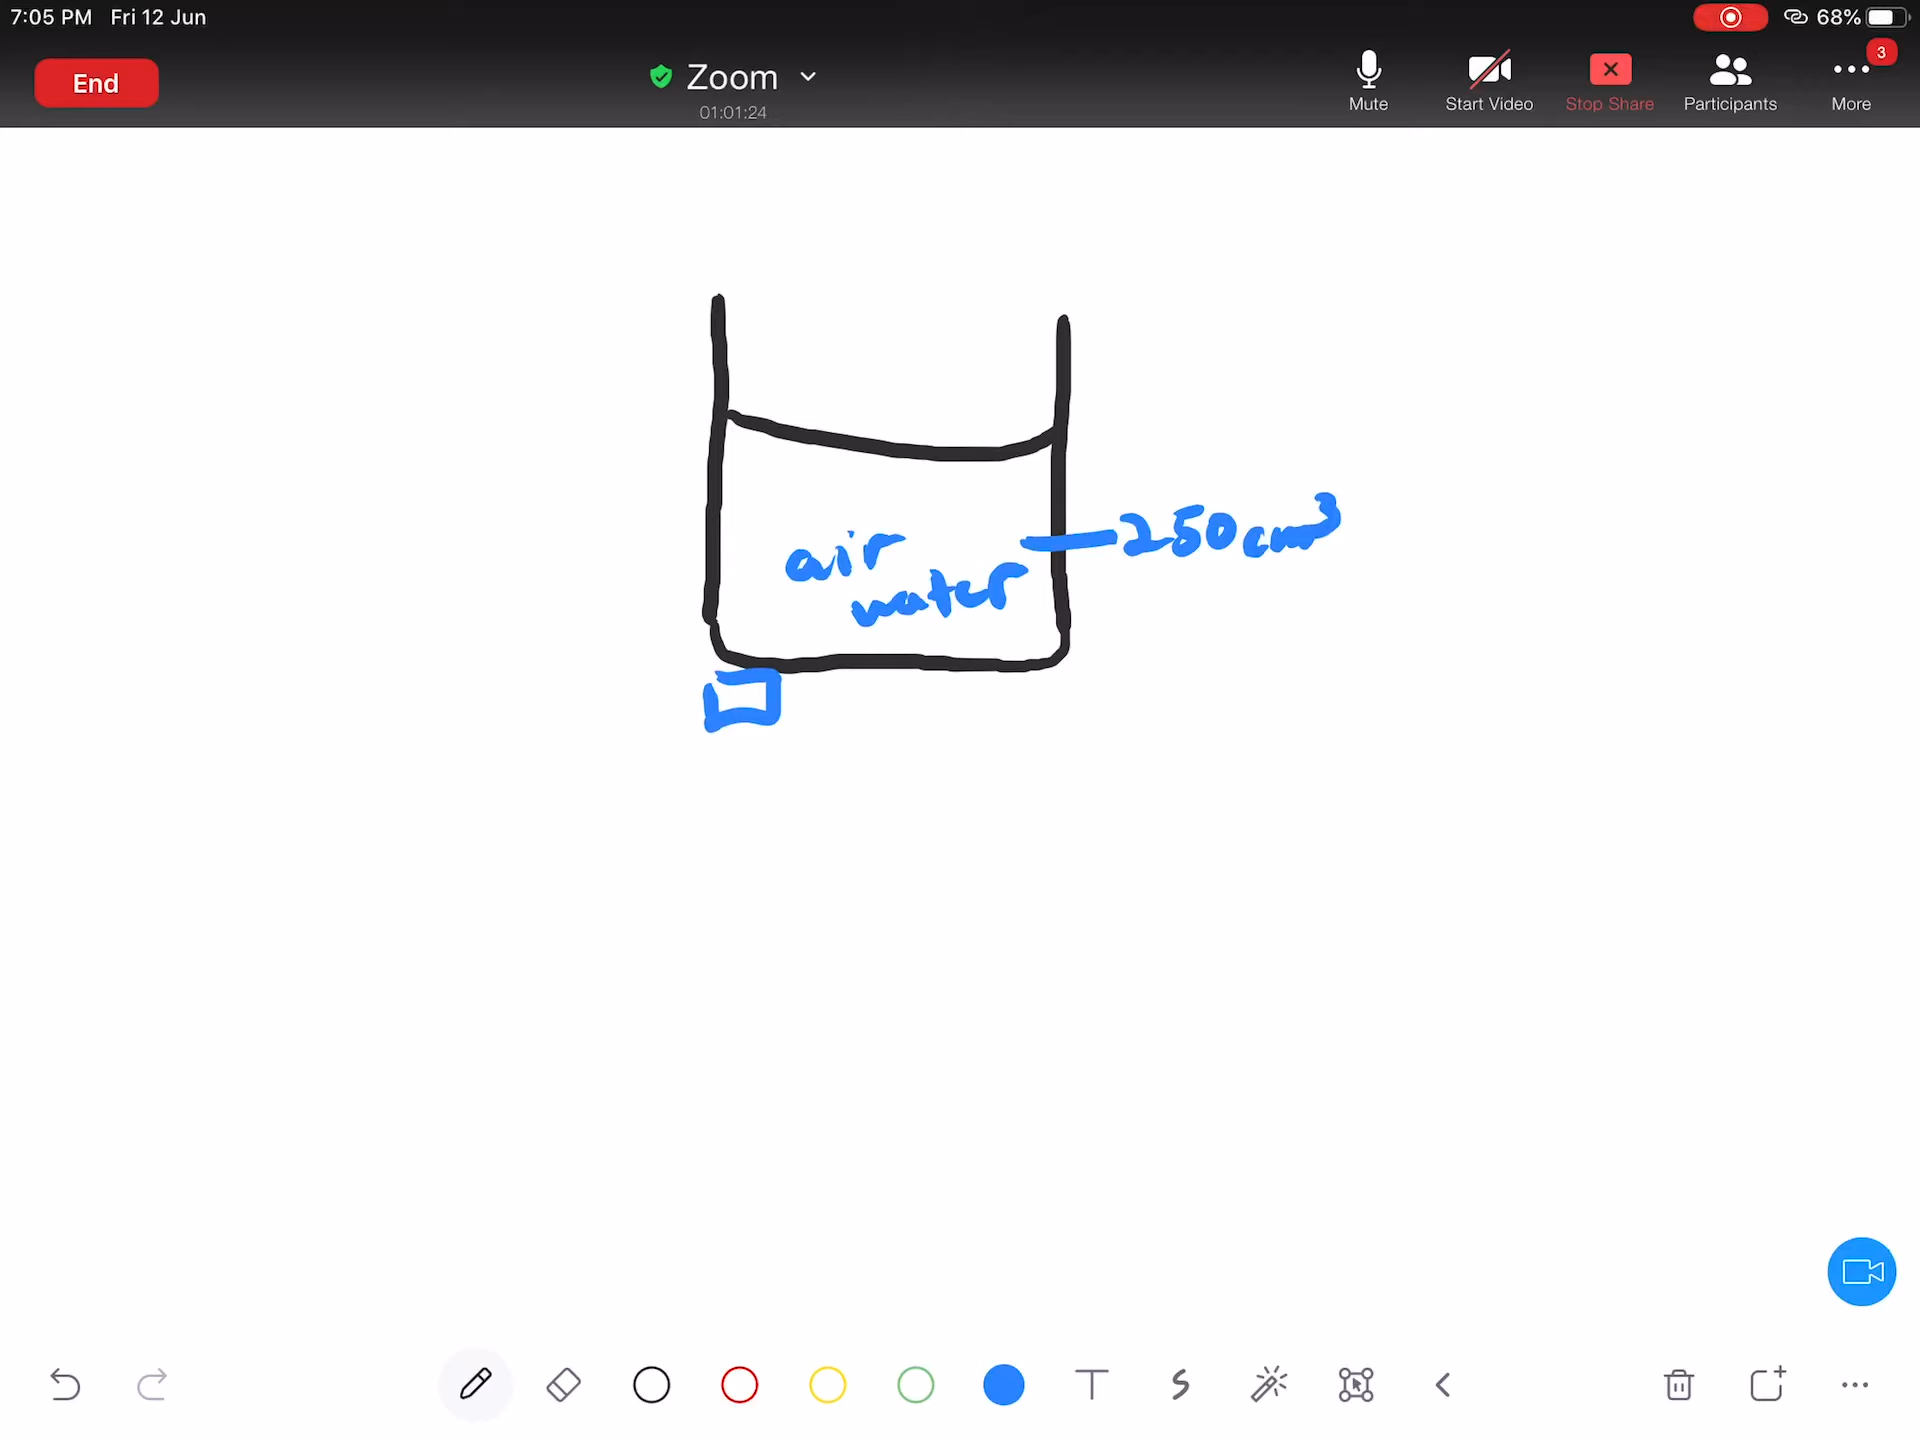 7:05 PM Fri 12 Jun
68%
End
Zoom
01:01:24
Mute
Start Video
Stop Share
Participants
3
More
air
water
250cm³
T